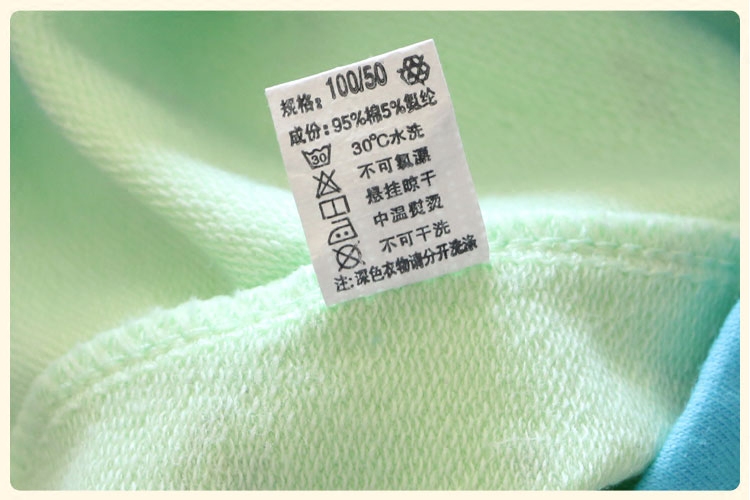 规格：100/50
成份：95%棉5%氨纶
30 30℃水洗
不可氯漂
悬挂晾干
中温熨烫
不可干洗
注：深色衣物请分开洗涤